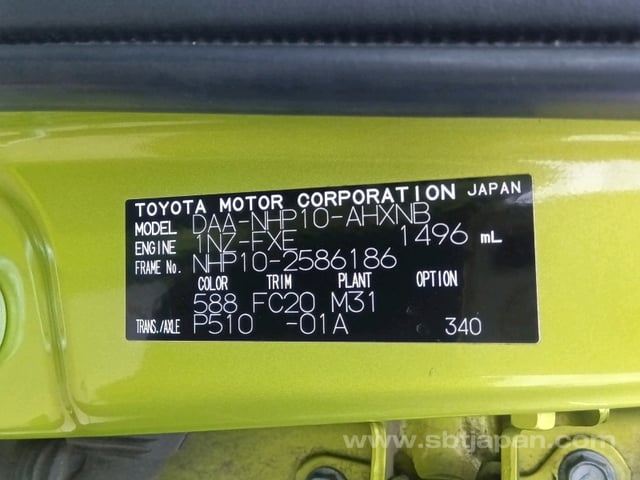 TOYOTA MOTOR CORPORATION JAPAN
MODEL DAA-NHP10-AHXNB
ENGINE 1NZ-FXE 1496 mL
FRAME No. NHP10-2586186
COLOR TRIM PLANT OPTION
588 FC20 M31
TRANS./AXLE P510 -01A 340
www.sbtjapan.com